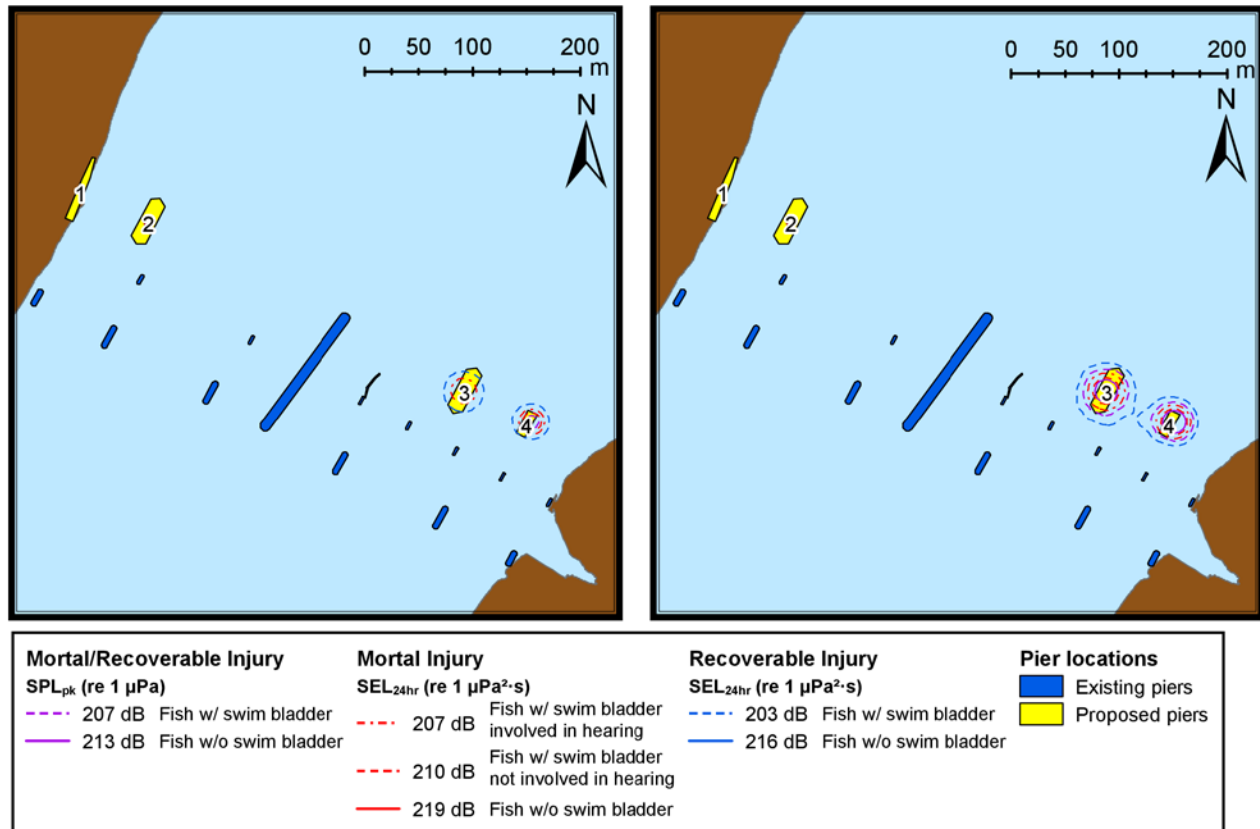 0 50 100 200
m
N
1
2
3
4
0 50 100 200
m
N
1
2
3
4
Mortal/Recoverable Injury
SPLpk (re 1 µPa)
207 dB Fish w/ swim bladder
213 dB Fish w/o swim bladder
Mortal Injury
SEL24hr (re 1 µPa²·s)
207 dB Fish w/ swim bladder
involved in hearing
210 dB Fish w/ swim bladder
not involved in hearing
219 dB Fish w/o swim bladder
Recoverable Injury
SEL24hr (re 1 µPa²·s)
203 dB Fish w/ swim bladder
216 dB Fish w/o swim bladder
Pier locations
Existing piers
Proposed piers